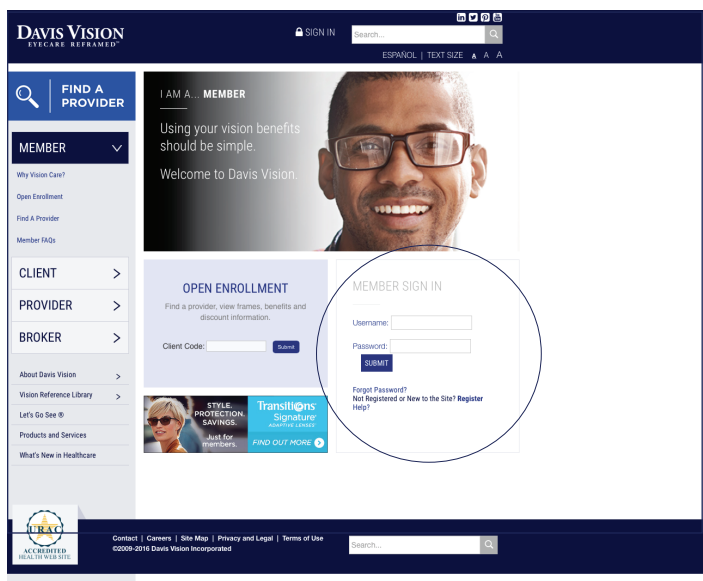 DAVIS VISION
EYECARE REFRAMED™
SIGN IN
Search...
ESPAÑOL | TEXT SIZE A A A
FIND A
PROVIDER
MEMBER
Why Vision Care?
Open Enrollment
Find A Provider
Member FAQs
CLIENT
PROVIDER
BROKER
About Davis Vision
Vision Reference Library
Let's Go See ®
Products and Services
What's New in Healthcare
I AM A... MEMBER
Using your vision benefits
should be simple.
Welcome to Davis Vision.
OPEN ENROLLMENT
Find a provider, view frames, benefits and
discount information.
Client Code:
Submit
STYLE.
PROTECTION.
SAVINGS.
Just for
members.
Transitions
Signature
ADAPTIVE LENSES
FIND OUT MORE
MEMBER SIGN IN
Username:
Password:
SUBMIT
Forgot Password?
Not Registered or New to the Site? Register
Help?
URAC
ACCREDITED
HEALTH WEB SITE
Contact | Careers | Site Map | Privacy and Legal | Terms of Use
©2009-2016 Davis Vision Incorporated
Search...